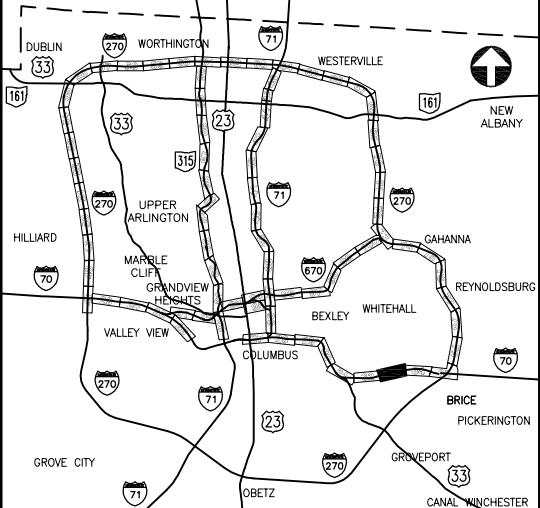 DUBLIN
33
270
WORTHINGTON
71
WESTERVILLE
161
33
23
161
NEW
ALBANY
315
270
UPPER
ARLINGTON
71
270
HILLIARD
GAHANNA
70
MARBLE
CLIFF
670
GRANDVIEW
HEIGHTS
REYNOLDSBURG
BEXLEY
WHITEHALL
VALLEY VIEW
COLUMBUS
70
270
71
BRICE
23
PICKERINGTON
GROVE CITY
270
GROVEPORT
33
71
OBETZ
CANAL WINCHESTER